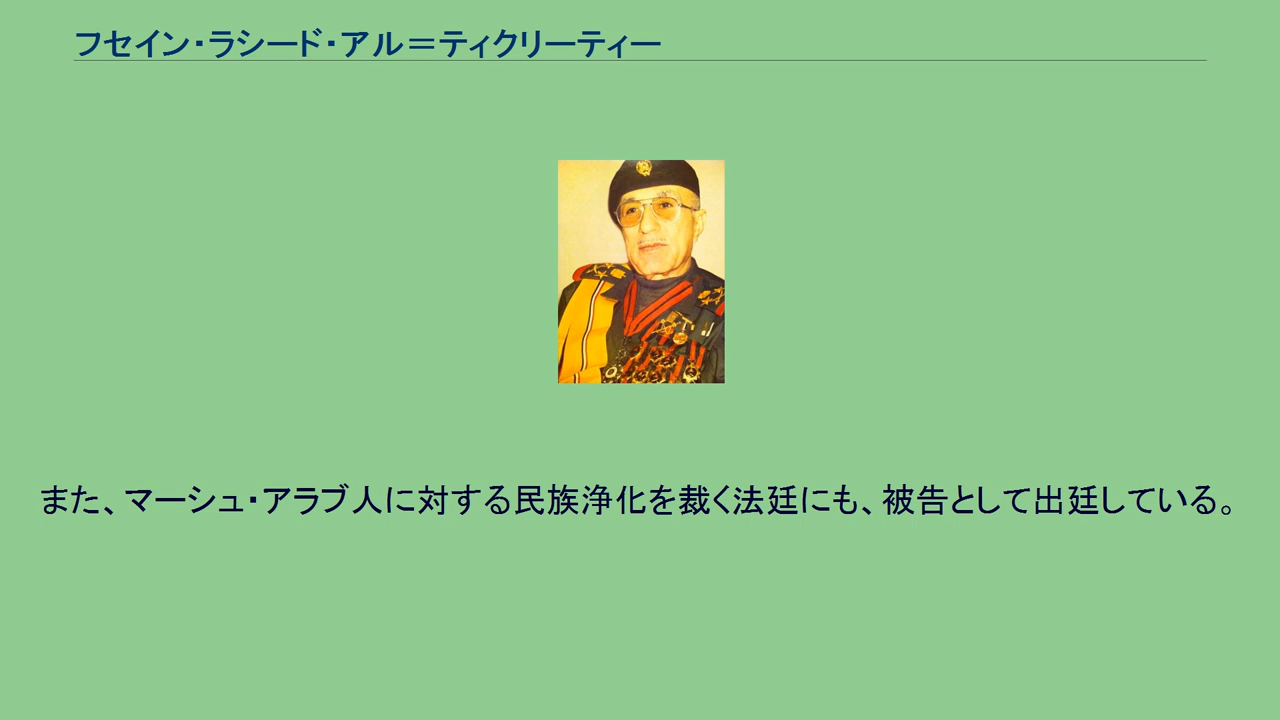 フセイン・ラシード・アル＝ティクリーティー
また、マーシュ・アラブ人に対する民族浄化を裁く法廷にも、被告として出廷している。